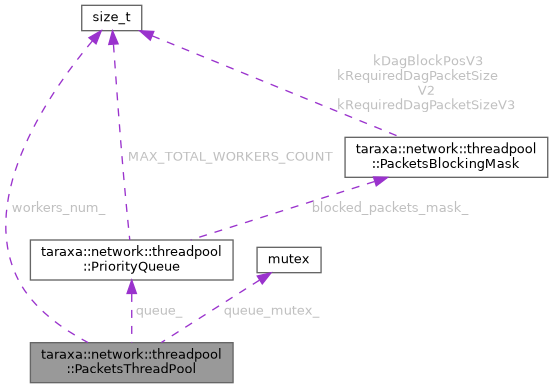 size_t
kDagBlockPosV3
kRequiredDagPacketSize
V2
kRequiredDagPacketSizeV3
taraxa::network::threadpool
::PacketsBlockingMask
MAX_TOTAL_WORKERS_COUNT
workers_num_
blocked_packets_mask_
taraxa::network::threadpool
::PriorityQueue
mutex
queue_
queue_mutex_
taraxa::network::threadpool
::PacketsThreadPool